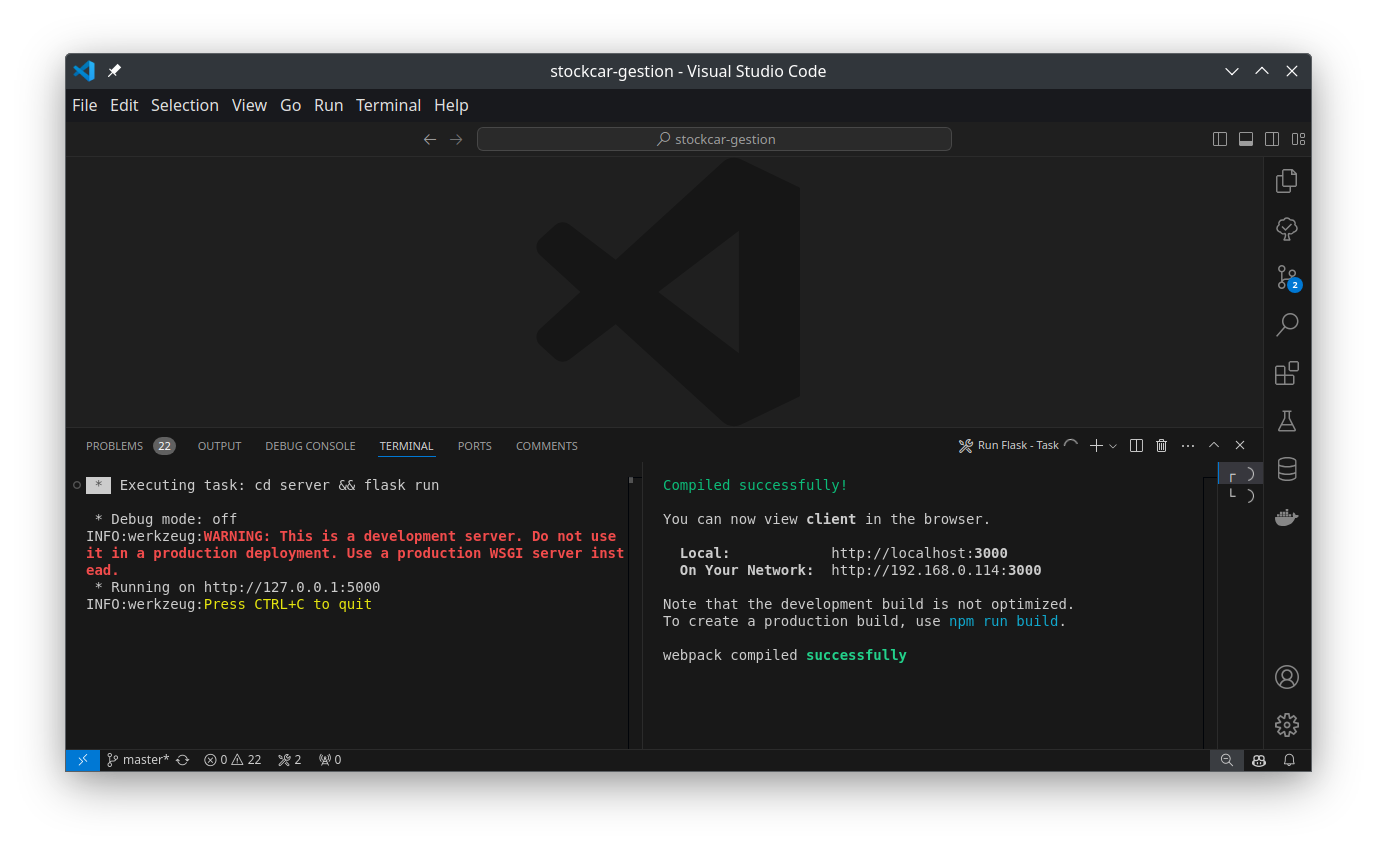 stockcar-gestion - Visual Studio Code
File Edit Selection View Go Run Terminal Help
stockcar-gestion
2
PROBLEMS 22 OUTPUT DEBUG CONSOLE TERMINAL PORTS COMMENTS Run Flask - Task
* Executing task: cd server && flask run
* Debug mode: off
INFO:werkzeug:WARNING: This is a development server. Do not use
it in a production deployment. Use a production WSGI server inst
ead.
* Running on http://127.0.0.1:5000
INFO:werkzeug:Press CTRL+C to quit
Compiled successfully!
You can now view client in the browser.
Local: http://localhost:3000
On Your Network: http://192.168.0.114:3000
Note that the development build is not optimized.
To create a production build, use npm run build.
webpack compiled successfully
master* 0 22 2 0